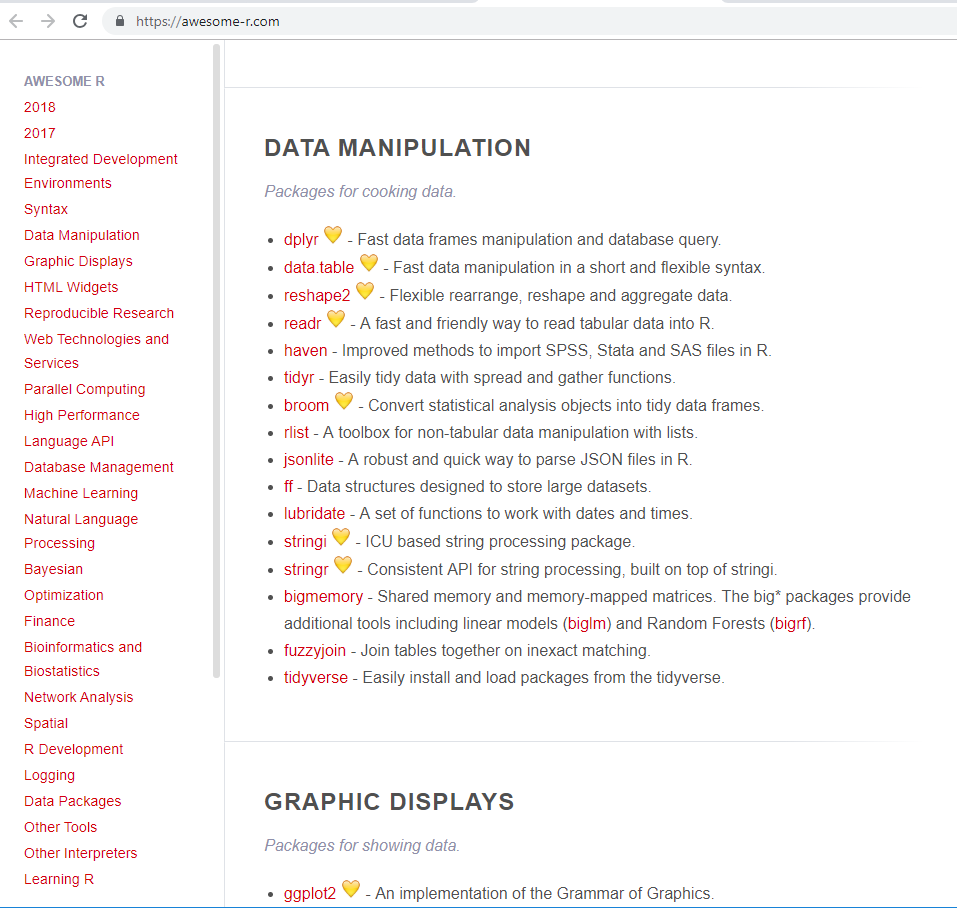 https://awesome-r.com
AWESOME R
2018
2017
Integrated Development
Environments
Syntax
Data Manipulation
Graphic Displays
HTML Widgets
Reproducible Research
Web Technologies and
Services
Parallel Computing
High Performance
Language API
Database Management
Machine Learning
Natural Language
Processing
Bayesian
Optimization
Finance
Bioinformatics and
Biostatistics
Network Analysis
Spatial
R Development
Logging
Data Packages
Other Tools
Other Interpreters
Learning R
DATA MANIPULATION
Packages for cooking data.
• dplyr 💛 - Fast data frames manipulation and database query.
• data.table 💛 - Fast data manipulation in a short and flexible syntax.
• reshape2 💛 - Flexible rearrange, reshape and aggregate data.
• readr 💛 - A fast and friendly way to read tabular data into R.
• haven - Improved methods to import SPSS, Stata and SAS files in R.
• tidyr - Easily tidy data with spread and gather functions.
• broom 💛 - Convert statistical analysis objects into tidy data frames.
• rlist - A toolbox for non-tabular data manipulation with lists.
• jsonlite - A robust and quick way to parse JSON files in R.
• ff - Data structures designed to store large datasets.
• lubridate - A set of functions to work with dates and times.
• stringi 💛 - ICU based string processing package.
• stringr 💛 - Consistent API for string processing, built on top of stringi.
• bigmemory - Shared memory and memory-mapped matrices. The big* packages provide
additional tools including linear models (biglm) and Random Forests (bigrf).
• fuzzyjoin - Join tables together on inexact matching.
• tidyverse - Easily install and load packages from the tidyverse.
GRAPHIC DISPLAYS
Packages for showing data.
• ggplot2 💛 - An implementation of the Grammar of Graphics.